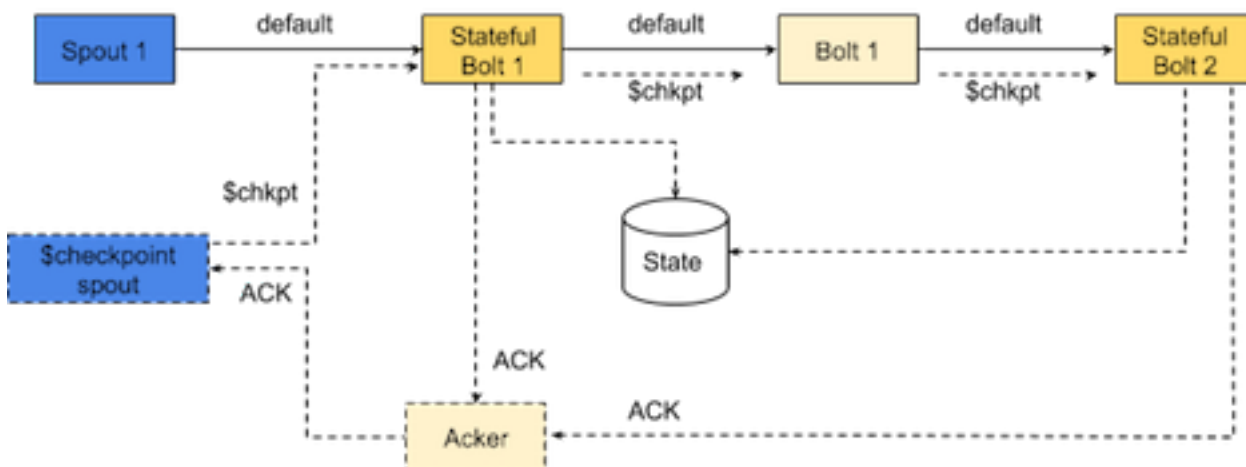 default
default
default
Spout 1
Stateful
Bolt 1
Bolt 1
Stateful
Bolt 2
$chkpt
$chkpt
$chkpt
$checkpoint
spout
State
ACK
ACK
ACK
Acker